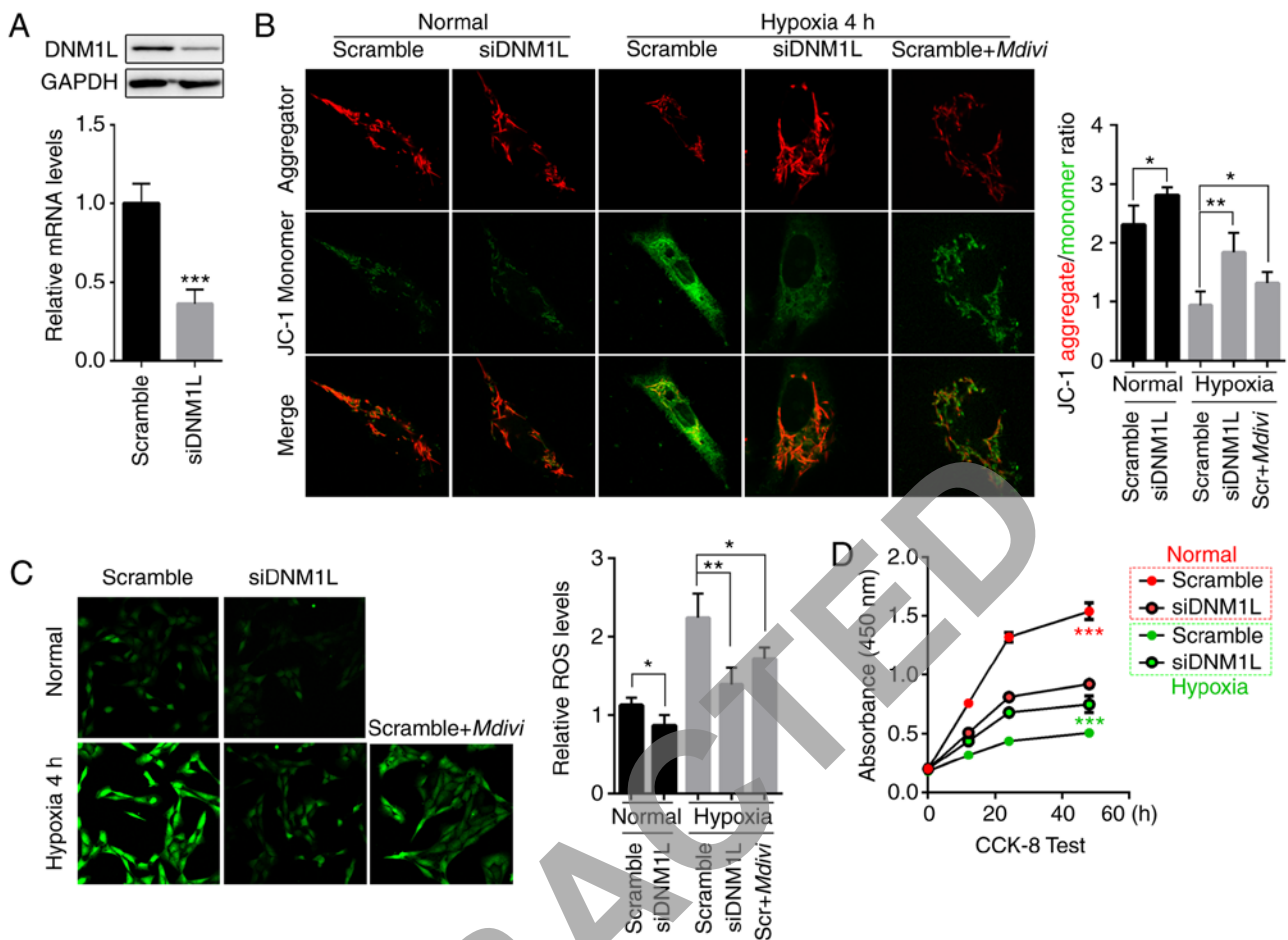 A
DNM1L
GAPDH
Relative mRNA levels
1.5
1.0
0.5
0.0
***
Scramble
siDNM1L
B
Normal
Hypoxia 4 h
Scramble
siDNM1L
Scramble
siDNM1L
Scramble+Mdivi
Aggregator
JC-1 Monomer
Merge
JC-1 aggregate/monomer ratio
4
3
2
1
0
*
**
*
Normal
Hypoxia
Scramble
siDNM1L
Scramble
siDNM1L
Scr+Mdivi
C
Scramble
siDNM1L
Normal
Hypoxia 4 h
Scramble+Mdivi
Relative ROS levels
3
2
1
0
*
**
*
Normal
Hypoxia
Scramble
siDNM1L
Scramble
siDNM1L
Scr+Mdivi
D
Absorbance (450 nm)
2.0
1.5
1.0
0.5
0.0
***
***
0
20
40
60 (h)
CCK-8 Test
Normal
Scramble
siDNM1L
Scramble
siDNM1L
Hypoxia
RACTED